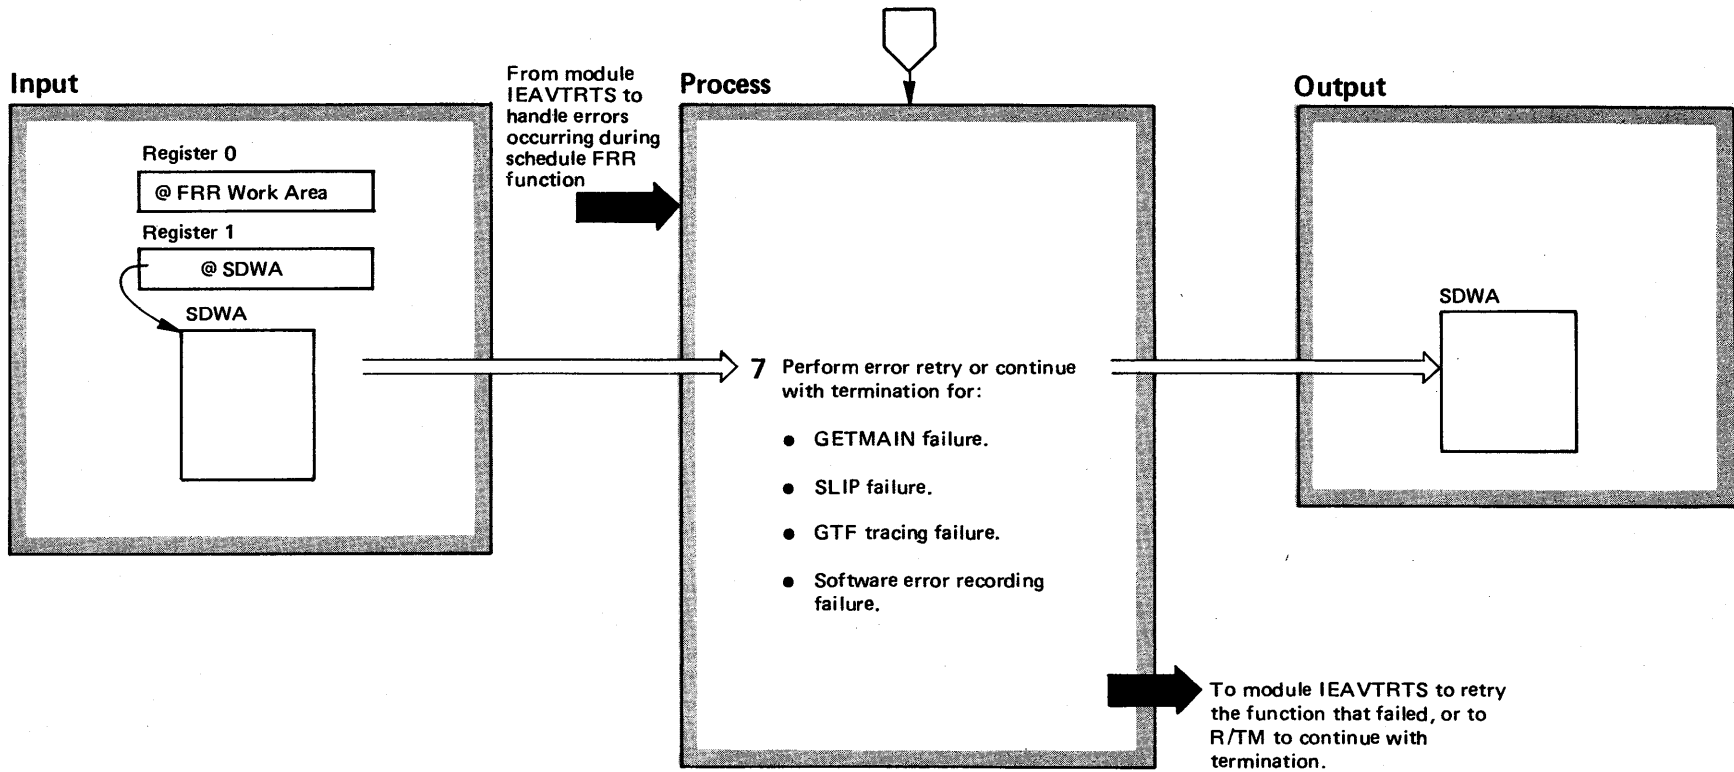 Input
Register 0
@ FRR Work Area
Register 1
@ SDWA
SDWA
From module
IEAVTRTS to
handle errors
occurring during
schedule FRR
function
Process
7 Perform error retry or continue
with termination for:
● GETMAIN failure.
● SLIP failure.
● GTF tracing failure.
● Software error recording
failure.
To module IEAVTRTS to retry
the function that failed, or to
R/TM to continue with
termination.
Output
SDWA